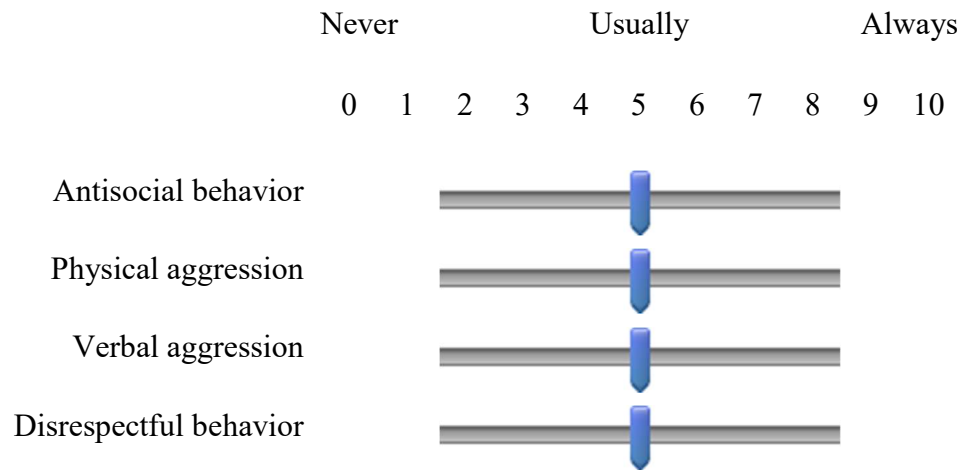 Never Usually Always
0 1 2 3 4 5 6 7 8 9 10
Antisocial behavior
Physical aggression
Verbal aggression
Disrespectful behavior